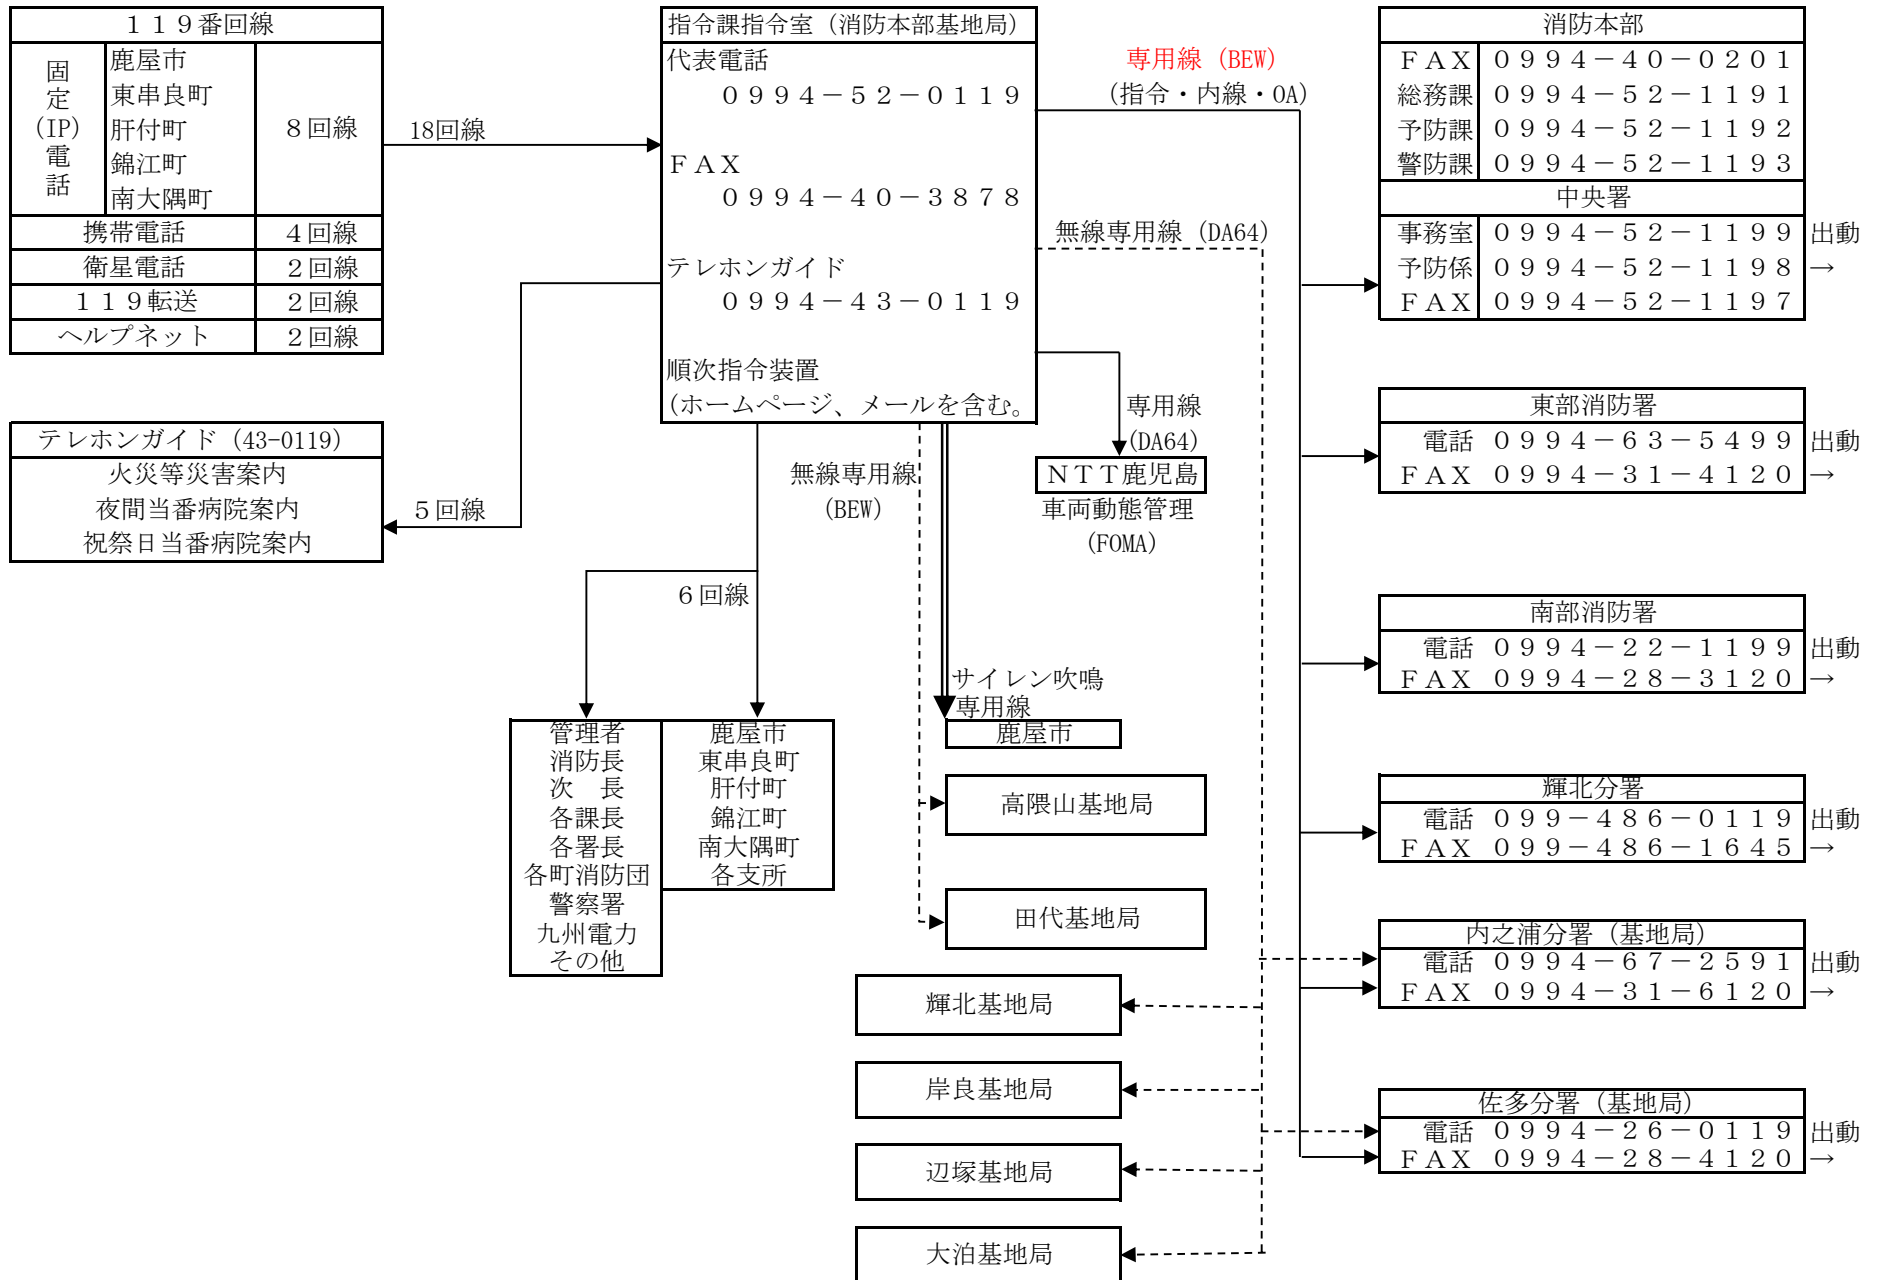 １１９番回線
固定(IP)電話
鹿屋市
東串良町
肝付町
錦江町
南大隅町
８回線
携帯電話 ４回線
衛星電話 ２回線
１１９転送 ２回線
ヘルプネット ２回線
18回線
テレホンガイド（43-0119）
火災等災害案内
夜間当番病院案内
祝祭日当番病院案内
５回線
指令課指令室（消防本部基地局）
代表電話
０９９４－５２－０１１９
ＦＡＸ
０９９４－４０－３８７８
テレホンガイド
０９９４－４３－０１１９
順次指令装置
(ホームページ、メールを含む。
専用線（BEW）
(指令・内線・OA)
無線専用線（DA64）
専用線
(DA64)
ＮＴＴ鹿児島
車両動態管理
(FOMA)
無線専用線
(BEW)
６回線
サイレン吹鳴
専用線
鹿屋市
管理者
消防長
次　長
各課長
各署長
各町消防団
警察署
九州電力
その他
鹿屋市
東串良町
肝付町
錦江町
南大隅町
各支所
高隈山基地局
田代基地局
輝北基地局
岸良基地局
辺塚基地局
大泊基地局
消防本部
ＦＡＸ ０９９４－４０－０２０１
総務課 ０９９４－５２－１１９１
予防課 ０９９４－５２－１１９２
警防課 ０９９４－５２－１１９３
中央署
事務室 ０９９４－５２－１１９９ 出動
予防係 ０９９４－５２－１１９８ →
ＦＡＸ ０９９４－５２－１１９７
東部消防署
電話 ０９９４－６３－５４９９ 出動
ＦＡＸ ０９９４－３１－４１２０ →
南部消防署
電話 ０９９４－２２－１１９９ 出動
ＦＡＸ ０９９４－２８－３１２０ →
輝北分署
電話 ０９９－４８６－０１１９ 出動
ＦＡＸ ０９９－４８６－１６４５ →
内之浦分署（基地局）
電話 ０９９４－６７－２５９１ 出動
ＦＡＸ ０９９４－３１－６１２０ →
佐多分署（基地局）
電話 ０９９４－２６－０１１９ 出動
ＦＡＸ ０９９４－２８－４１２０ →